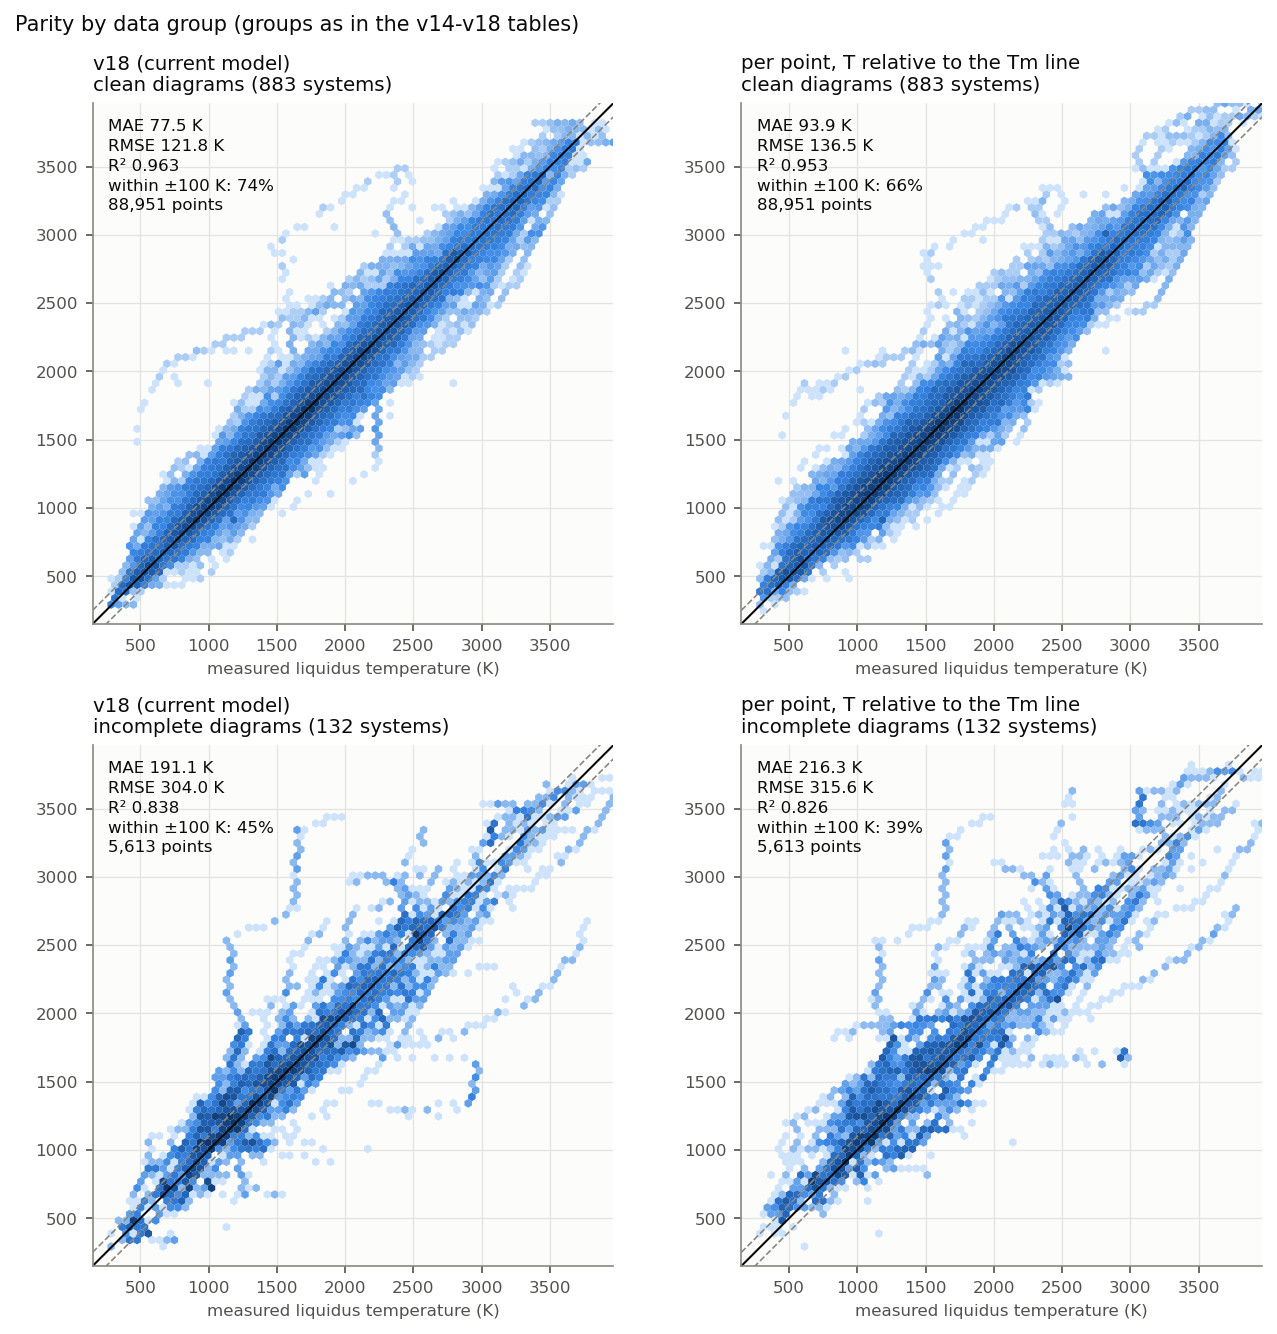 Parity by data group (groups as in the v14-v18 tables)
v18 (current model)
clean diagrams (883 systems)
MAE 77.5 K
RMSE 121.8 K
R² 0.963
within ±100 K: 74%
88,951 points
3500
3000
2500
2000
1500
1000
500
500 1000 1500 2000 2500 3000 3500
measured liquidus temperature (K)
per point, T relative to the Tm line
clean diagrams (883 systems)
MAE 93.9 K
RMSE 136.5 K
R² 0.953
within ±100 K: 66%
88,951 points
3500
3000
2500
2000
1500
1000
500
500 1000 1500 2000 2500 3000 3500
measured liquidus temperature (K)
v18 (current model)
incomplete diagrams (132 systems)
MAE 191.1 K
RMSE 304.0 K
R² 0.838
within ±100 K: 45%
5,613 points
3500
3000
2500
2000
1500
1000
500
500 1000 1500 2000 2500 3000 3500
measured liquidus temperature (K)
per point, T relative to the Tm line
incomplete diagrams (132 systems)
MAE 216.3 K
RMSE 315.6 K
R² 0.826
within ±100 K: 39%
5,613 points
3500
3000
2500
2000
1500
1000
500
500 1000 1500 2000 2500 3000 3500
measured liquidus temperature (K)